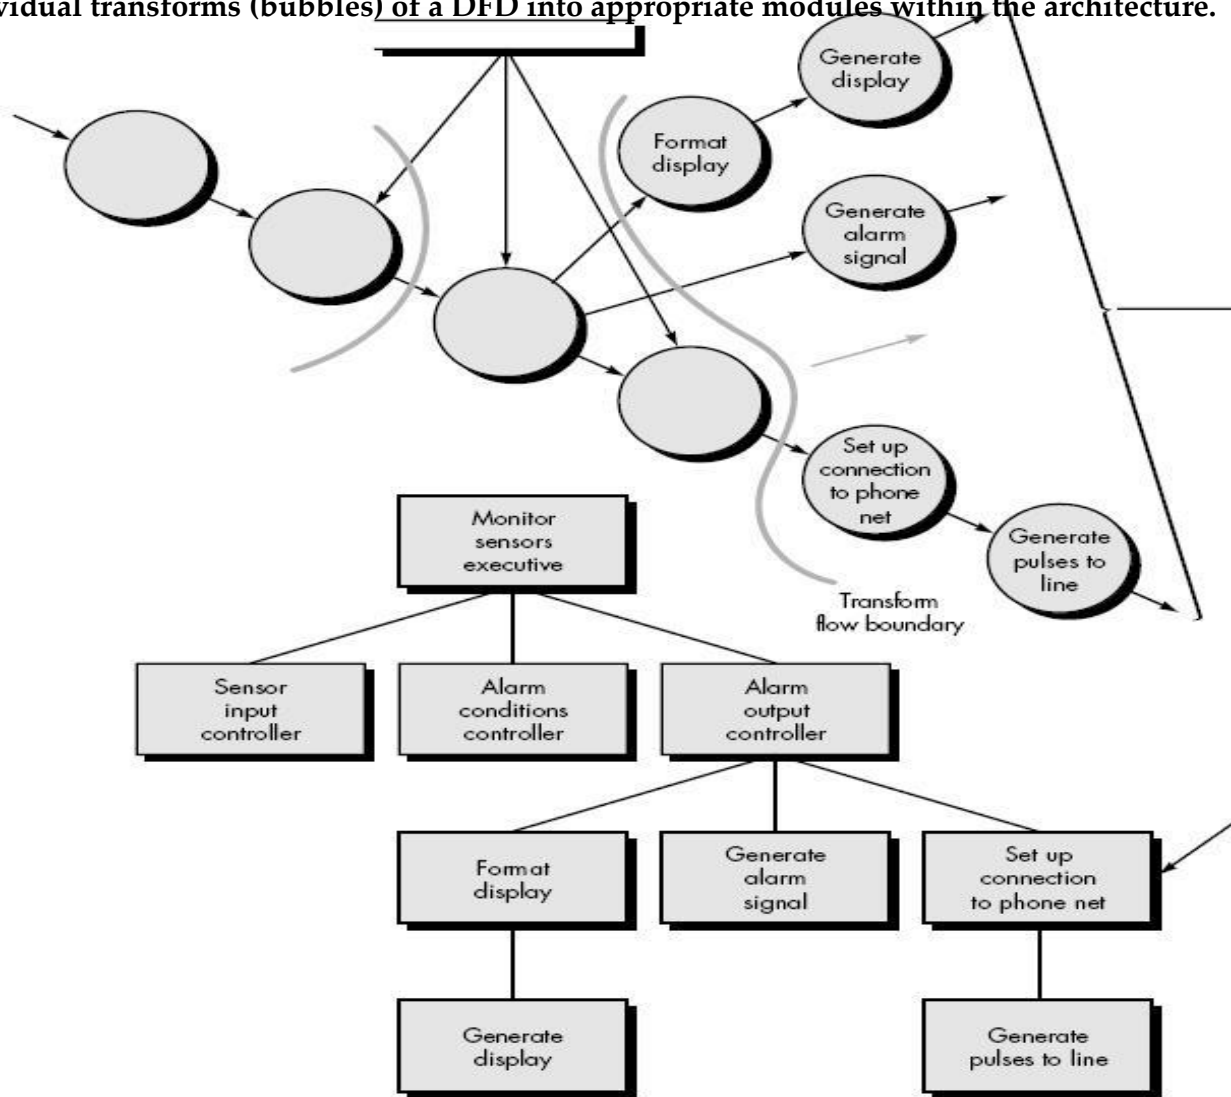 vidual transforms (bubbles) of a DFD into appropriate modules within the architecture.
Generate
display
Format
display
Generate
alarm
signal
Set up
connection
to phone
net
Generate
pulses to
line
Transform
flow boundary
Monitor
sensors
executive
Sensor
input
controller
Alarm
conditions
controller
Alarm
output
controller
Format
display
Generate
alarm
signal
Set up
connection
to phone net
Generate
display
Generate
pulses to line